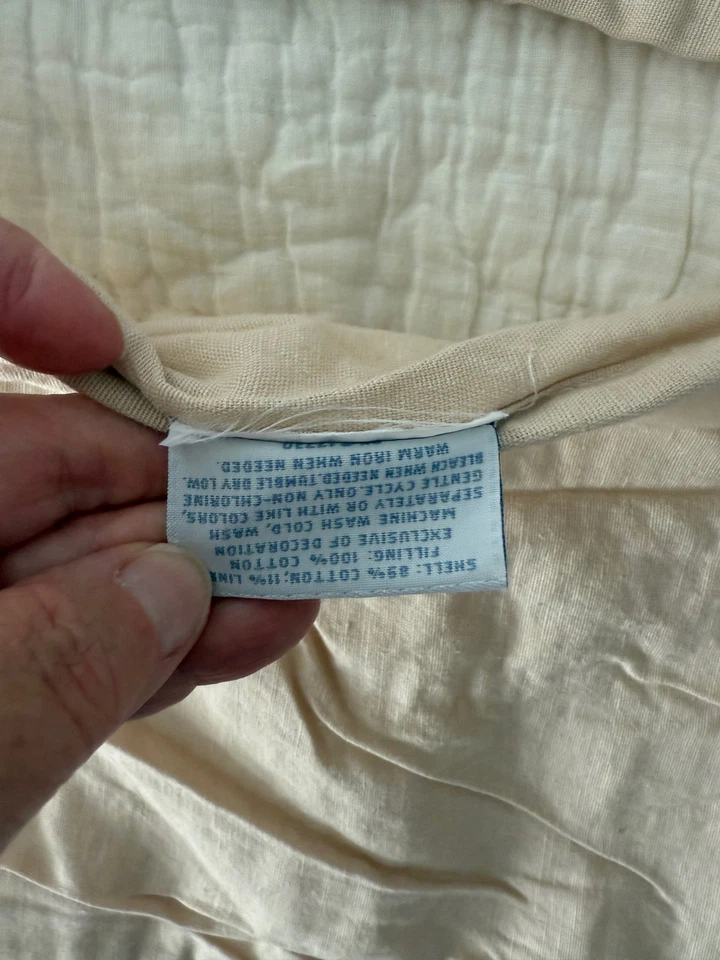 SHELL: 89% COTTON; 11% LINE
FILLING: 100% COTTON
EXCLUSIVE OF DECORATION
MACHINE WASH COLD, WASH
SEPARATELY OR WITH LIKE COLORS,
GENTLE CYCLE. ONLY NON-CHLORINE
BLEACH WHEN NEEDED. TUMBLE DRY LOW.
WARM IRON WHEN NEEDED.